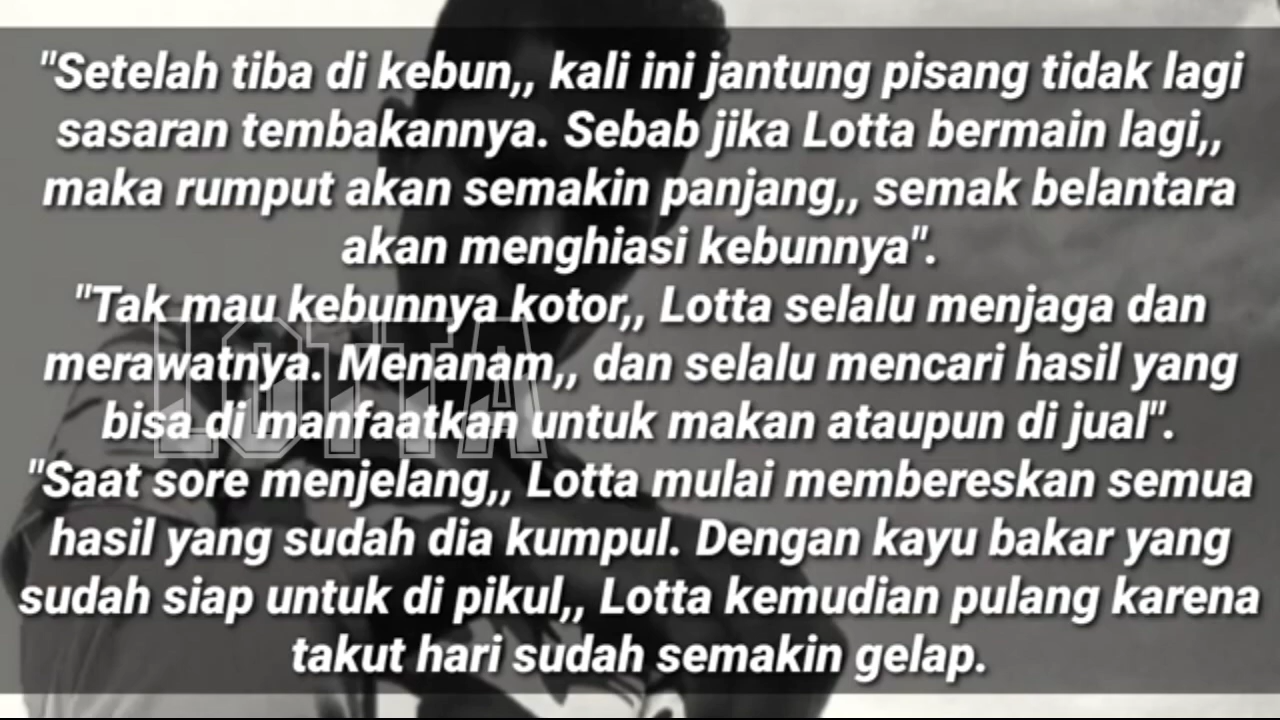 "Setelah tiba di kebun,, kali ini jantung pisang tidak lagi
sasaran tembakannya. Sebab jika Lotta bermain lagi,,
maka rumput akan semakin panjang,, semak belantara
akan menghiasi kebunnya".
"Tak mau kebunnya kotor,, Lotta selalu menjaga dan
merawatnya. Menanam,, dan selalu mencari hasil yang
bisa di manfaatkan untuk makan ataupun di jual".
"Saat sore menjelang,, Lotta mulai membereskan semua
hasil yang sudah dia kumpul. Dengan kayu bakar yang
sudah siap untuk di pikul,, Lotta kemudian pulang karena
takut hari sudah semakin gelap.
LOTTA